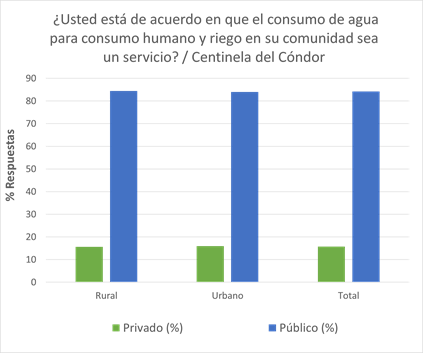 ¿Usted está de acuerdo en que el consumo de agua
para consumo humano y riego en su comunidad sea
un servicio? / Centinela del Cóndor
% Respuestas
90
80
70
60
50
40
30
20
10
0
Rural Urbano Total
Privado (%) Público (%)